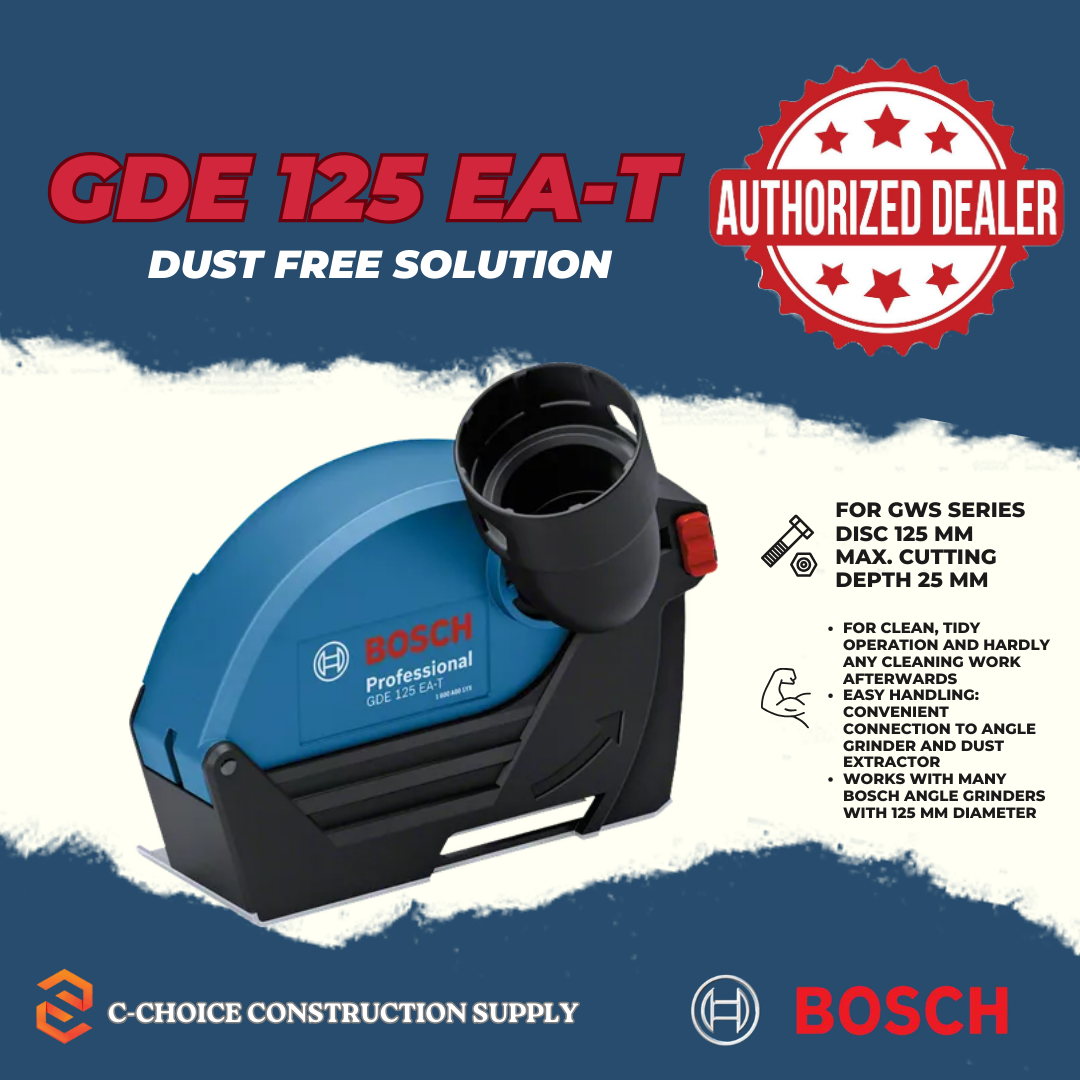 GDE 125 EA-T
DUST FREE SOLUTION
AUTHORIZED DEALER
BOSCH
Professional
GDE 125 EA-T
FOR GWS SERIES
DISC 125 MM
MAX. CUTTING
DEPTH 25 MM
• FOR CLEAN, TIDY
OPERATION AND HARDLY
ANY CLEANING WORK
AFTERWARDS
• EASY HANDLING:
CONVENIENT
CONNECTION TO ANGLE
GRINDER AND DUST
EXTRACTOR
• WORKS WITH MANY
BOSCH ANGLE GRINDERS
WITH 125 MM DIAMETER
C-CHOICE CONSTRUCTION SUPPLY
BOSCH